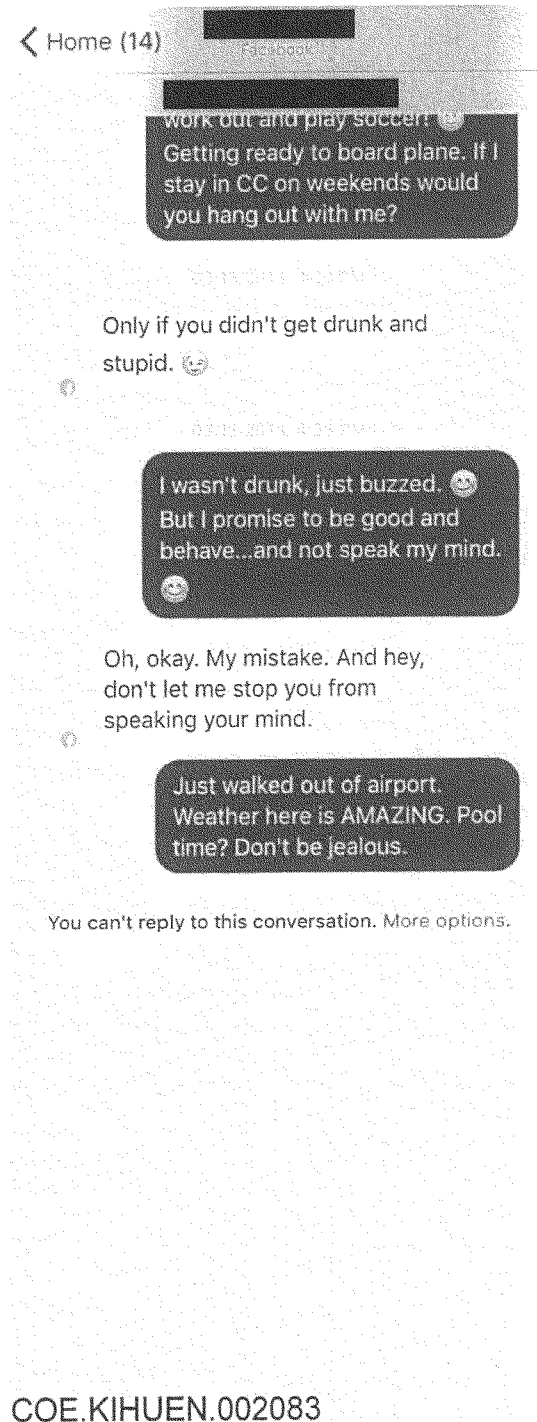 Home (14)
Facebook
work out and play soccer!
Getting ready to board plane. If I
stay in CC on weekends would
you hang out with me?
Only if you didn't get drunk and
stupid. 😉
I wasn't drunk, just buzzed. 😊
But I promise to be good and
behave...and not speak my mind.
😊
Oh, okay. My mistake. And hey,
don't let me stop you from
speaking your mind.
Just walked out of airport.
Weather here is AMAZING. Pool
time? Don't be jealous.
You can't reply to this conversation. More options.
COE.KIHUEN.002083